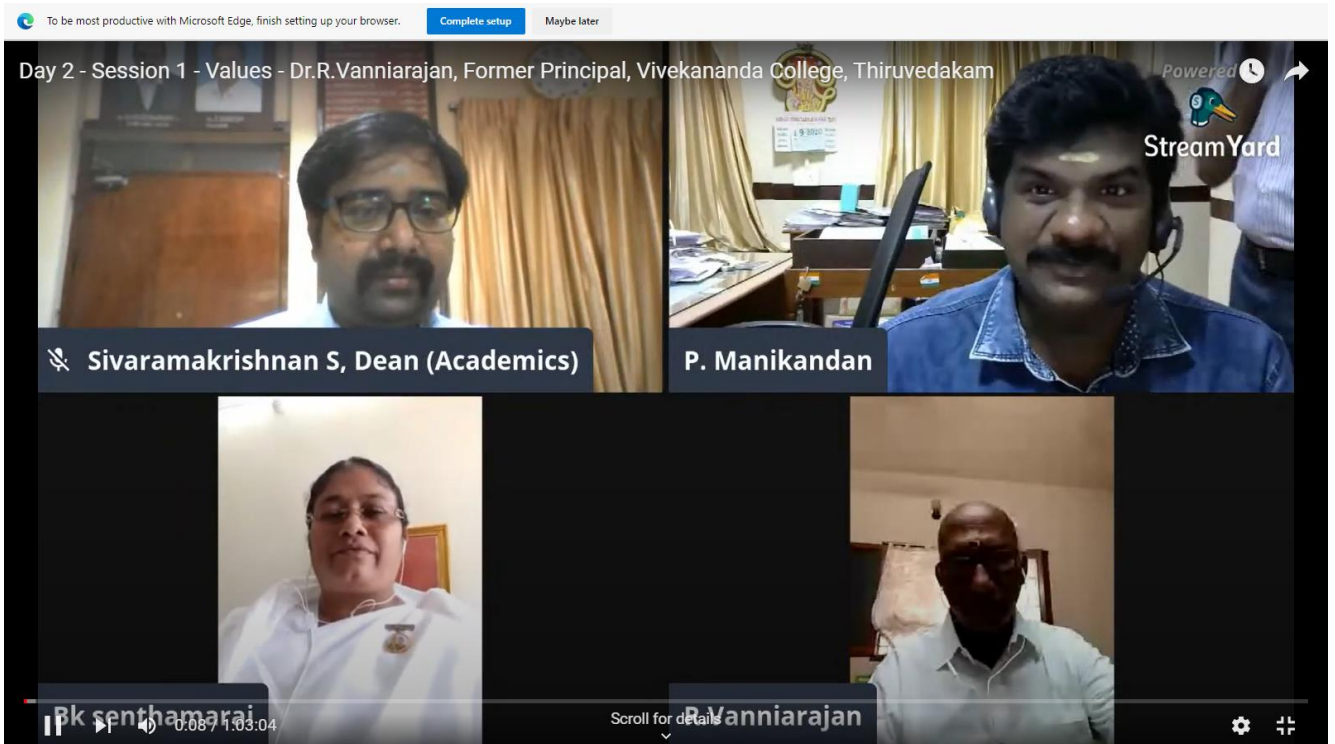 To be most productive with Microsoft Edge, finish setting up your browser. Complete setup Maybe later
Day 2 - Session 1 - Values - Dr.R.Vanniarajan, Former Principal, Vivekananda College, Thiruvedakam
Powered
StreamYard
Sivaramakrishnan S, Dean (Academics)
P. Manikandan
Bk senthamarai
R.Vanniarajan
0:08 / 1:03:04
Scroll for details